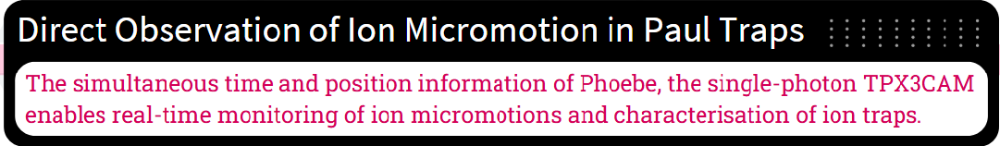 Direct Observation of Ion Micromotion in Paul Traps
The simultaneous time and position information of Phoebe, the single-photon TPX3CAM
enables real-time monitoring of ion micromotions and characterisation of ion traps.